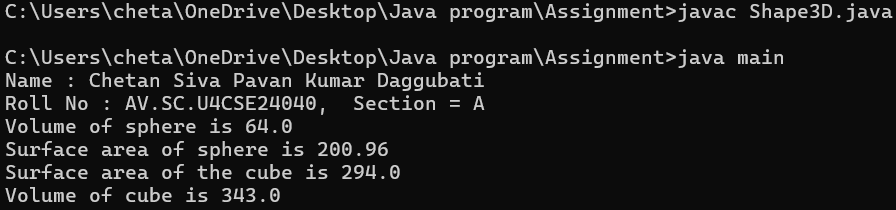 C:\Users\cheta\OneDrive\Desktop\Java program\Assignment>javac Shape3D.java
C:\Users\cheta\OneDrive\Desktop\Java program\Assignment>java main
Name : Chetan Siva Pavan Kumar Daggubati
Roll No : AV.SC.U4CSE24040,  Section = A
Volume of sphere is 64.0
Surface area of sphere is 200.96
Surface area of the cube is 294.0
Volume of cube is 343.0